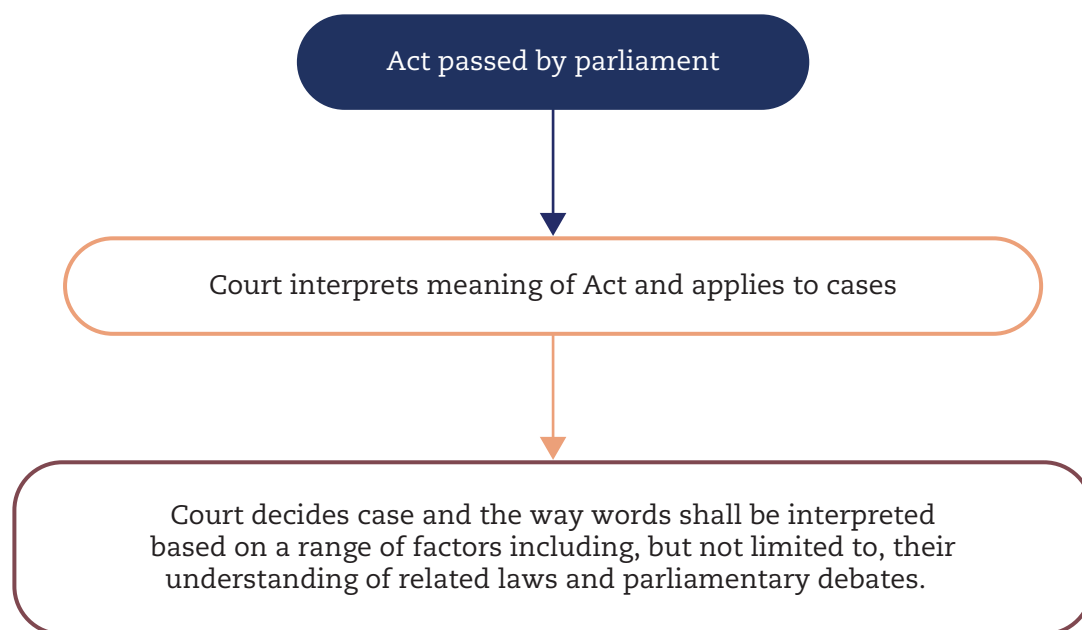 Act passed by parliament
Court interprets meaning of Act and applies to cases
Court decides case and the way words shall be interpreted
based on a range of factors including, but not limited to, their
understanding of related laws and parliamentary debates.